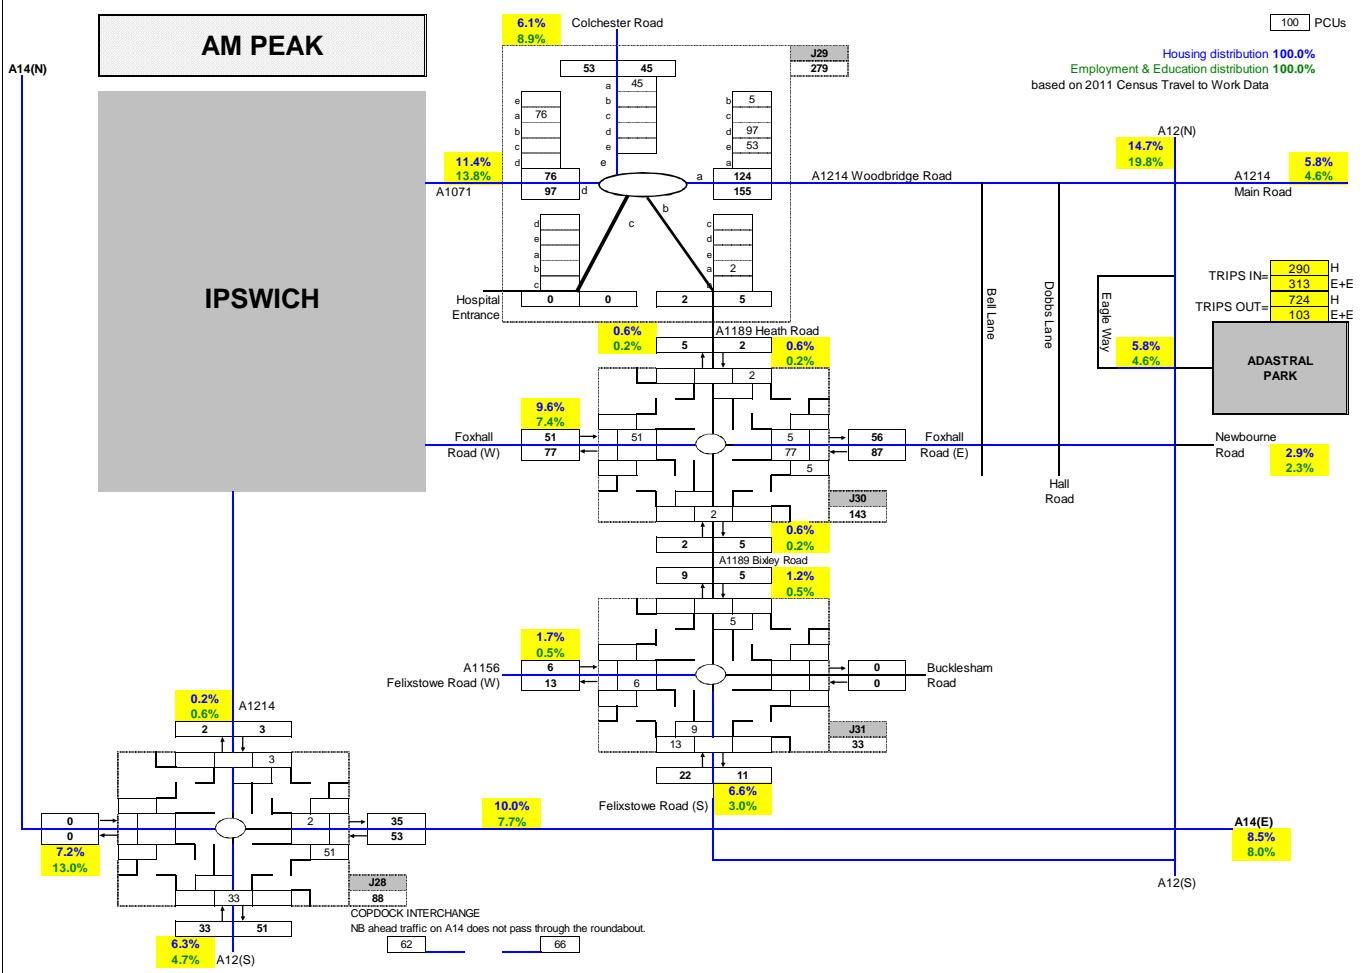 AM PEAK
A14(N)
6.1%
8.9%
Colchester Road
100 PCUs
Housing distribution 100.0%
Employment & Education distribution 100.0%
based on 2011 Census Travel to Work Data
J29
279
53 45
a 45
b
c
d
e
e
e
a 76
b
c
d
b 5
c
d 97
e 53
a
11.4%
13.8%
A1071
76
97
d
a
124
155
A1214 Woodbridge Road
A12(N)
14.7%
19.8%
A1214
Main Road
5.8%
4.6%
b
c
d
e
a
b
c
c
d
e
a 2
b
Hospital
Entrance
0 0
2 5
IPSWICH
Bell Lane
Dobbs Lane
Eagle Way
TRIPS IN=
290 H
313 E+E
TRIPS OUT=
724 H
103 E+E
ADASTRAL
PARK
5.8%
4.6%
0.6%
0.2%
A1189 Heath Road
5 2
0.6%
0.2%
2
9.6%
7.4%
Foxhall
Road (W)
51
77
51
5
77
5
56
87
Foxhall
Road (E)
Hall
Road
Newbourne
Road
2.9%
2.3%
J30
143
2
2 5
0.6%
0.2%
A1189 Bixley Road
9 5
1.2%
0.5%
5
1.7%
0.5%
A1156
Felixstowe Road (W)
6
13
6
0
0
Bucklesham
Road
9
13
J31
33
22 11
Felixstowe Road (S)
6.6%
3.0%
0.2%
0.6%
A1214
2 3
3
0
0
7.2%
13.0%
2
51
35
53
10.0%
7.7%
A14(E)
8.5%
8.0%
A12(S)
J28
88
33
33 51
6.3%
4.7%
A12(S)
COPDOCK INTERCHANGE
NB ahead traffic on A14 does not pass through the roundabout.
62 66